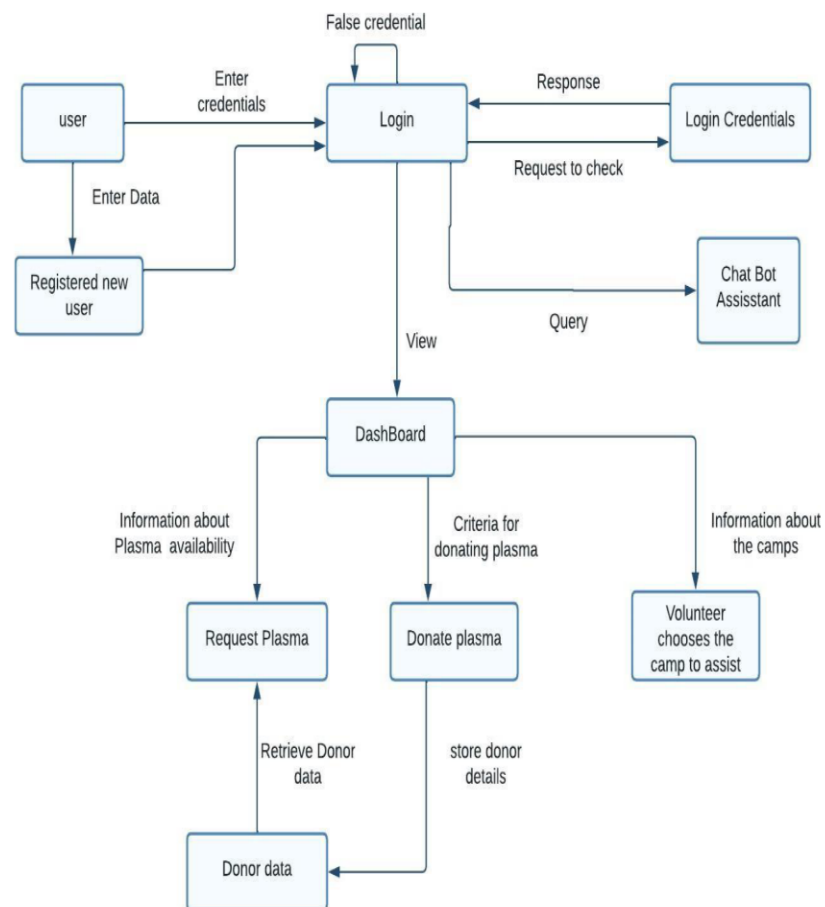 False credential
Enter
credentials
Response
user
Login
Login Credentials
Request to check
Enter Data
Registered new
user
Chat Bot
Assisstant
Query
View
DashBoard
Information about
Plasma availability
Criteria for
donating plasma
Information about
the camps
Request Plasma
Donate plasma
Volunteer
chooses the
camp to assist
Retrieve Donor
data
store donor
details
Donor data